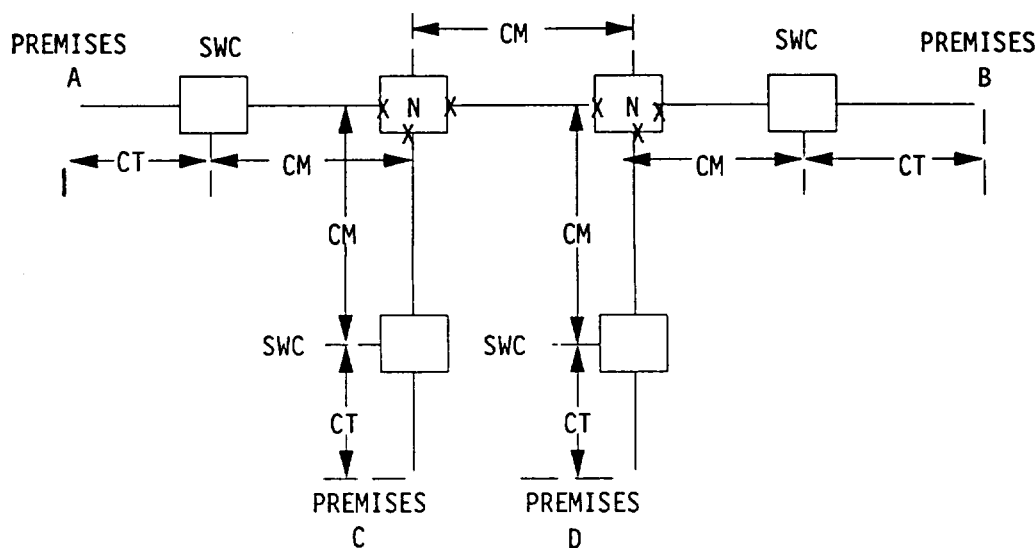 CM
PREMISES
A
SWC
SWC
PREMISES
B
X N X
X
X N X
X
CT
CM
CM
CT
CM
CM
SWC
SWC
CT
CT
PREMISES
C
PREMISES
D